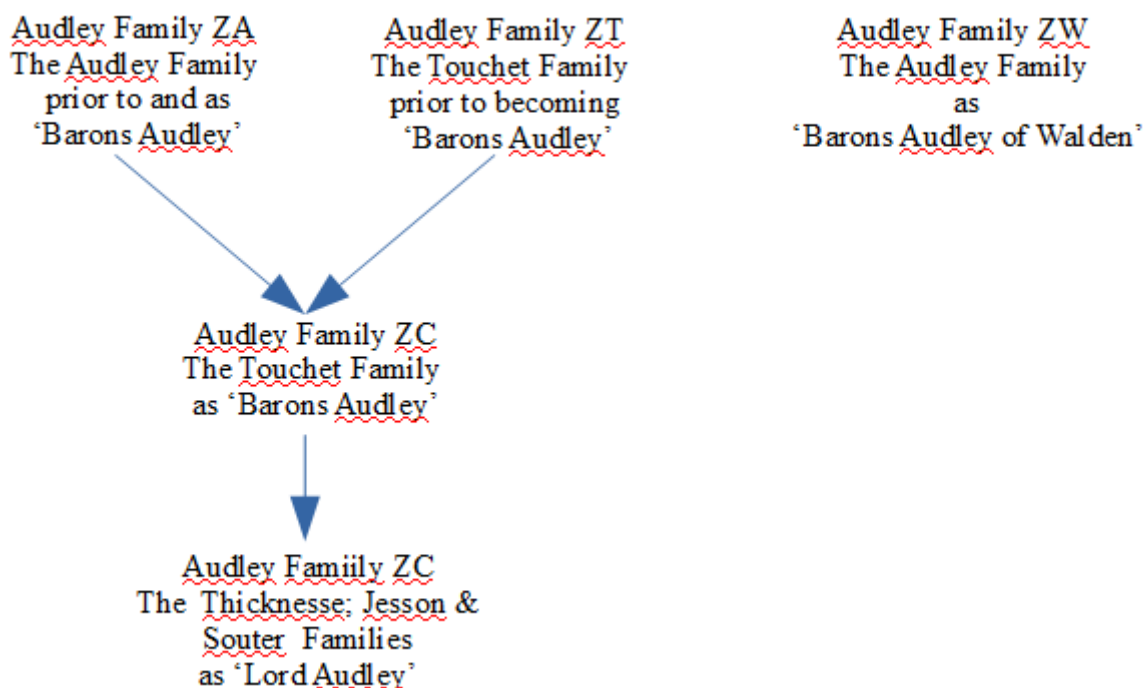 Audley Family ZA
The Audley Family
prior to and as
‘Barons Audley’
Audley Family ZT
The Touchet Family
prior to becoming
‘Barons Audley’
Audley Family ZW
The Audley Family
as
‘Barons Audley of Walden’
Audley Family ZC
The Touchet Family
as ‘Barons Audley’
Audley Famiily ZC
The Thicknesse; Jesson &
Souter Families
as ‘Lord Audley’